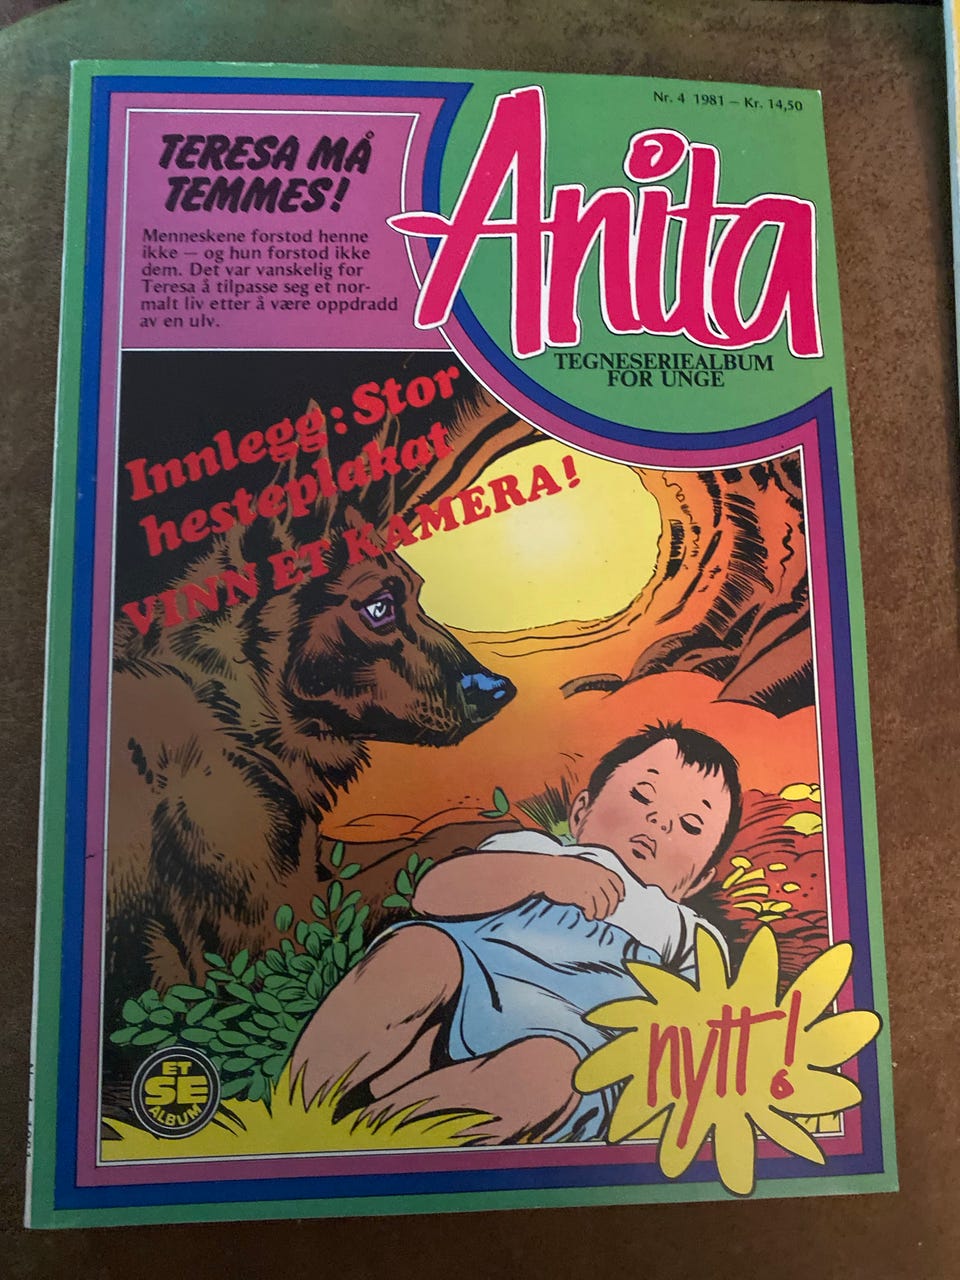 Nr. 4 1981 – Kr. 14,50
Anita
TEGNESERIEALBUM
FOR UNGE
TERESA MÅ
TEMMES!
Menneskene forstod henne
ikke – og hun forstod ikke
dem. Det var vanskelig for
Teresa å tilpasse seg et nor-
malt liv etter å være oppdradd
av en ulv.
Innlegg: Stor
hesteplakat
VINN ET KAMERA!
nytt!
ET
SE
ALBUM